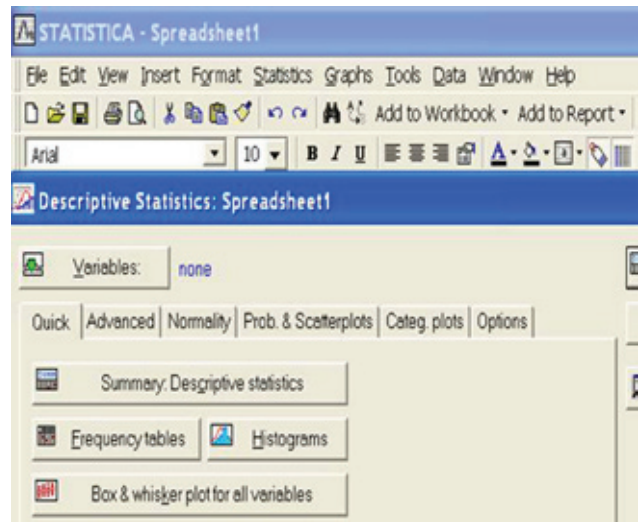 STATISTICA - Spreadsheet1
File Edit View Insert Format Statistics Graphs Tools Data Window Help
Add to Workbook Add to Report
Arial 10 B I U A
Descriptive Statistics: Spreadsheet1
Variables: none
Quick Advanced Normality Prob. & Scatterplots Categ. plots Options
Summary: Descriptive statistics
Frequency tables Histograms
Box & whisker plot for all variables